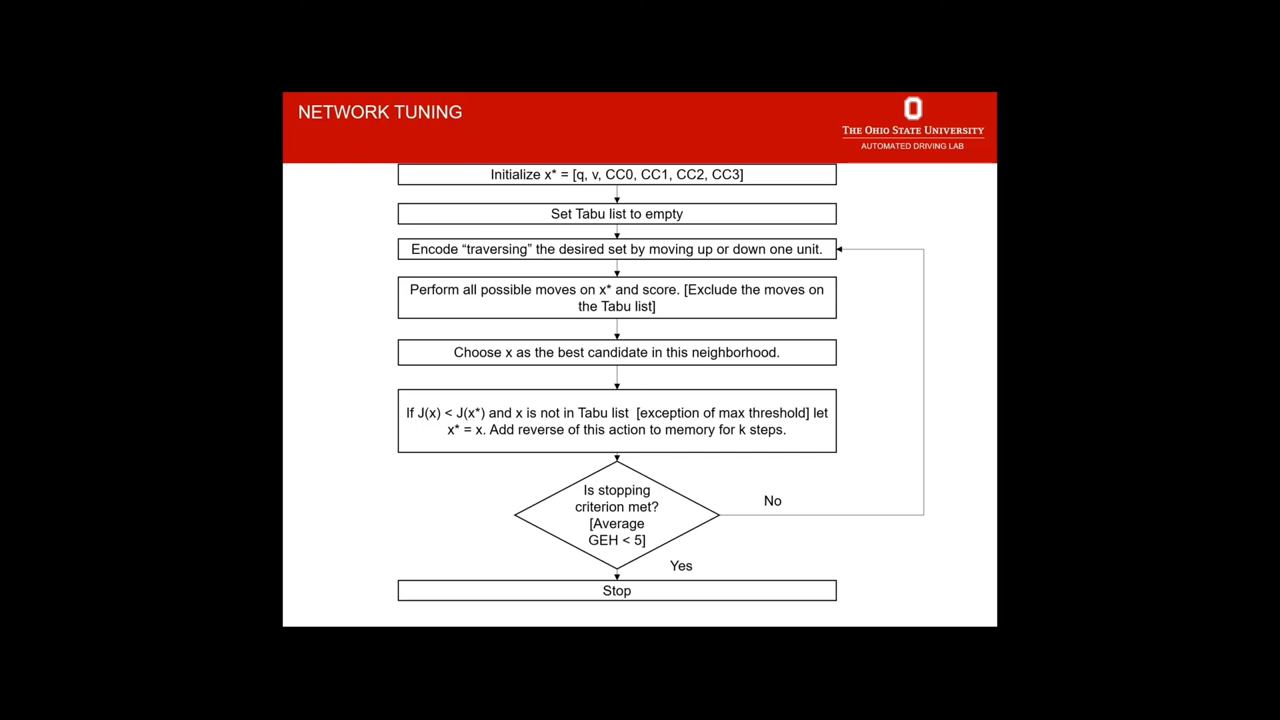 NETWORK TUNING
THE OHIO STATE UNIVERSITY
AUTOMATED DRIVING LAB
Initialize x* = [q, v, CC0, CC1, CC2, CC3]
Set Tabu list to empty
Encode “traversing” the desired set by moving up or down one unit.
Perform all possible moves on x* and score. [Exclude the moves on
the Tabu list]
Choose x as the best candidate in this neighborhood.
If J(x) < J(x*) and x is not in Tabu list  [exception of max threshold] let
x* = x. Add reverse of this action to memory for k steps.
Is stopping
criterion met?
[Average
GEH < 5]
No
Yes
Stop